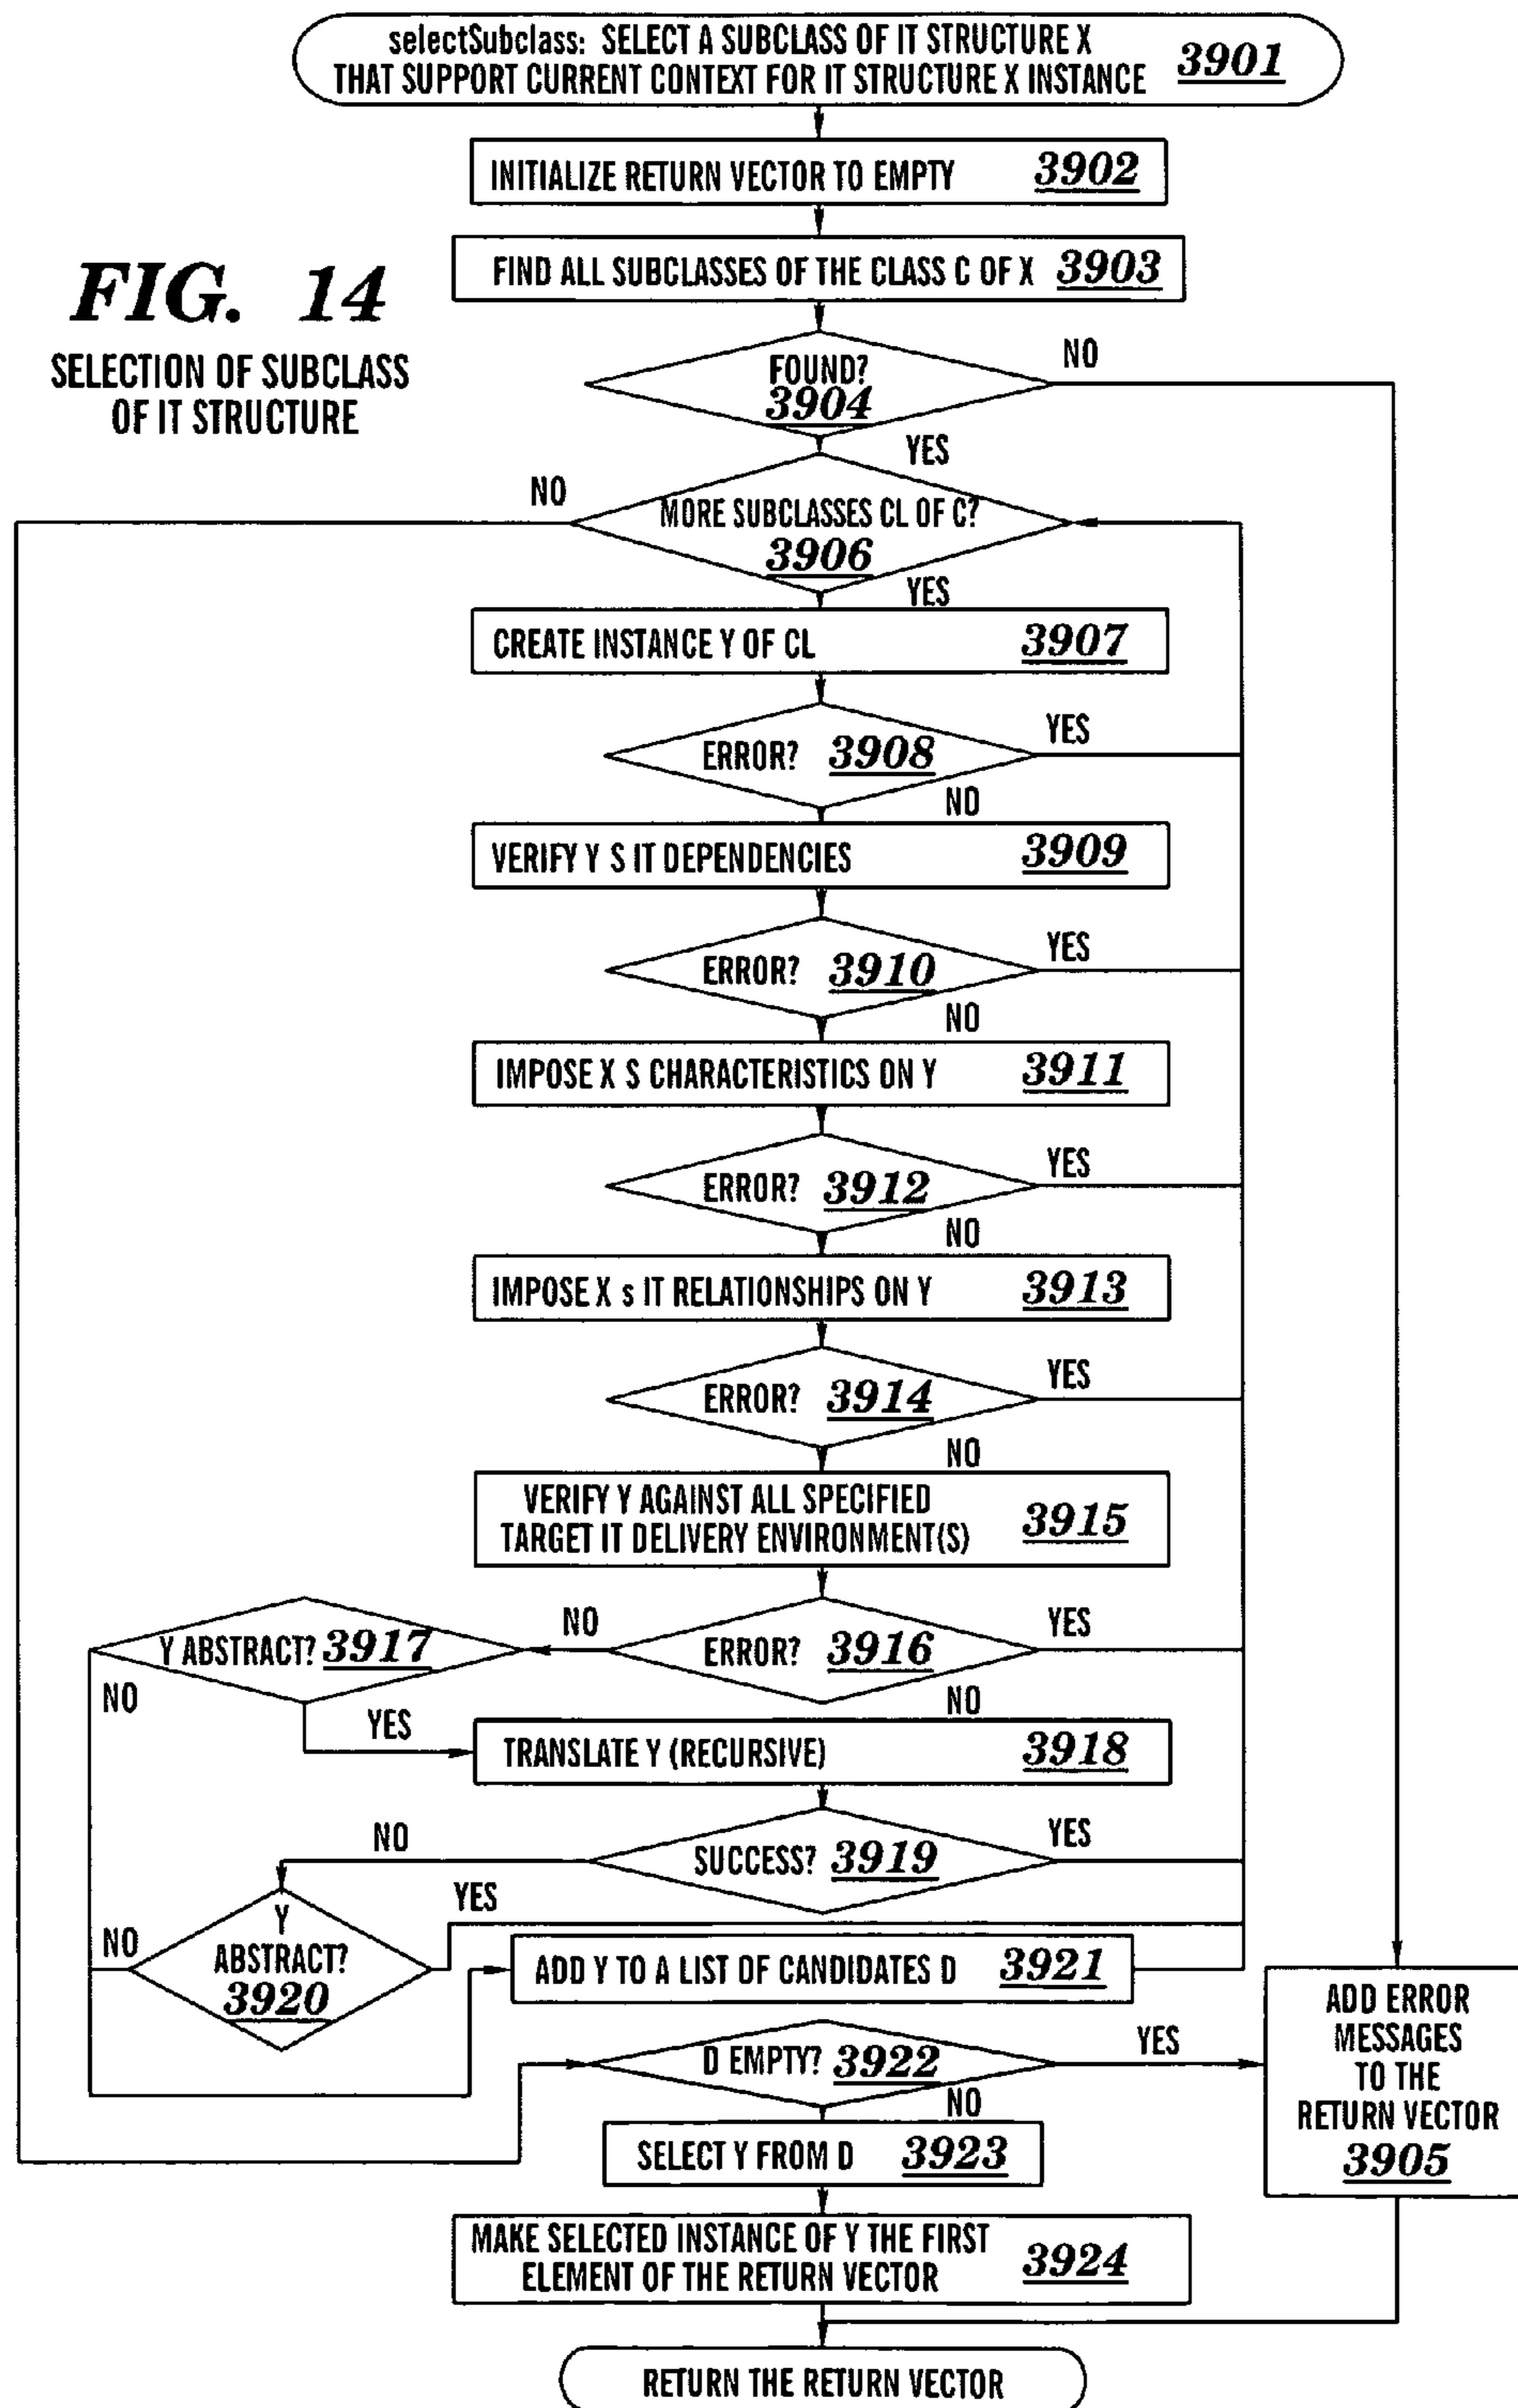 selectSubclass: SELECT A SUBCLASS OF IT STRUCTURE X
THAT SUPPORT CURRENT CONTEXT FOR IT STRUCTURE X INSTANCE
3901
INITIALIZE RETURN VECTOR TO EMPTY 3902
FIND ALL SUBCLASSES OF THE CLASS C OF X 3903
FIG. 14
SELECTION OF SUBCLASS
OF IT STRUCTURE
FOUND?
3904
NO
YES
MORE SUBCLASSES CL OF C?
3906
NO
YES
CREATE INSTANCE Y OF CL 3907
ERROR? 3908
YES
NO
VERIFY Y S IT DEPENDENCIES 3909
ERROR? 3910
YES
NO
IMPOSE X S CHARACTERISTICS ON Y 3911
ERROR? 3912
YES
NO
IMPOSE X s IT RELATIONSHIPS ON Y 3913
ERROR? 3914
YES
NO
VERIFY Y AGAINST ALL SPECIFIED
TARGET IT DELIVERY ENVIRONMENT(S)
3915
Y ABSTRACT? 3917
NO
ERROR? 3916
YES
NO
NO
YES
TRANSLATE Y (RECURSIVE) 3918
NO
SUCCESS? 3919
YES
Y
ABSTRACT?
3920
NO
YES
ADD Y TO A LIST OF CANDIDATES D 3921
D EMPTY? 3922
YES
NO
ADD ERROR
MESSAGES
TO THE
RETURN VECTOR
3905
SELECT Y FROM D 3923
MAKE SELECTED INSTANCE OF Y THE FIRST
ELEMENT OF THE RETURN VECTOR
3924
RETURN THE RETURN VECTOR